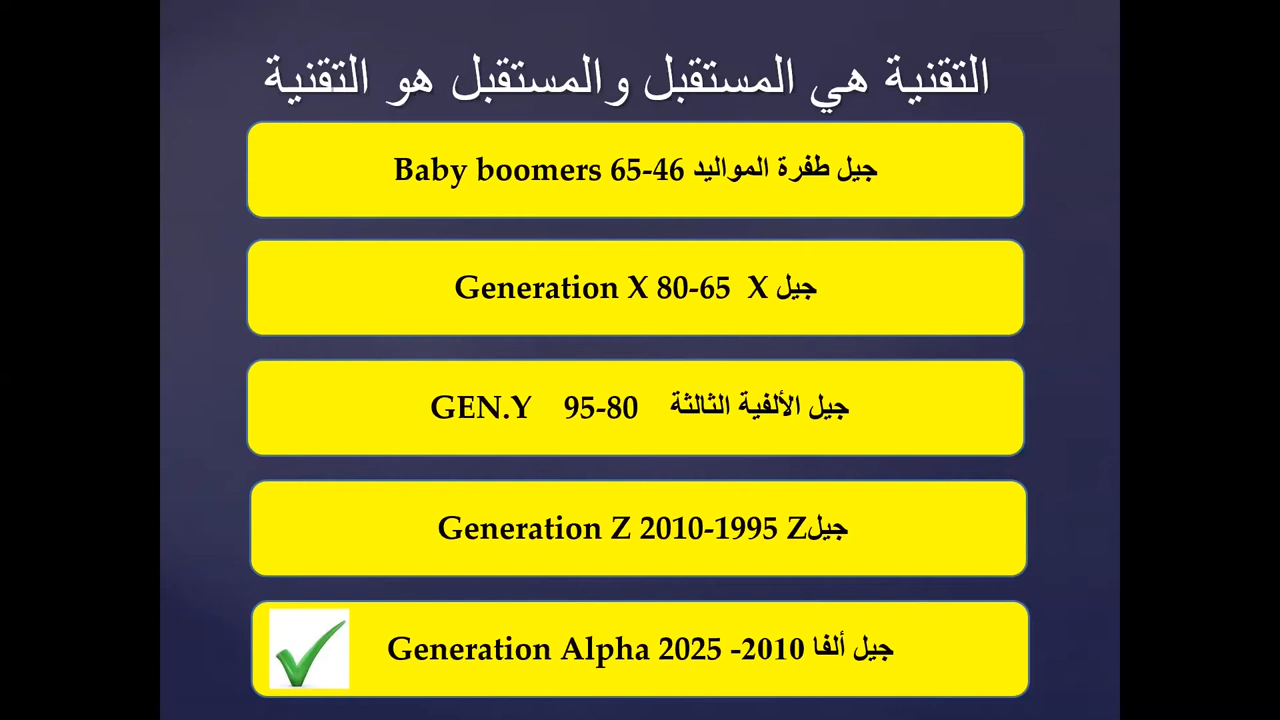 التقنية هي المستقبل والمستقبل هو التقنية
جيل طفرة المواليد 46-65 Baby boomers
جيل X  65-80 Generation X
جيل الألفية الثالثة 80-95 GEN.Y
جيلZ 1995-2010 Generation Z
جيل ألفا 2010- 2025 Generation Alpha